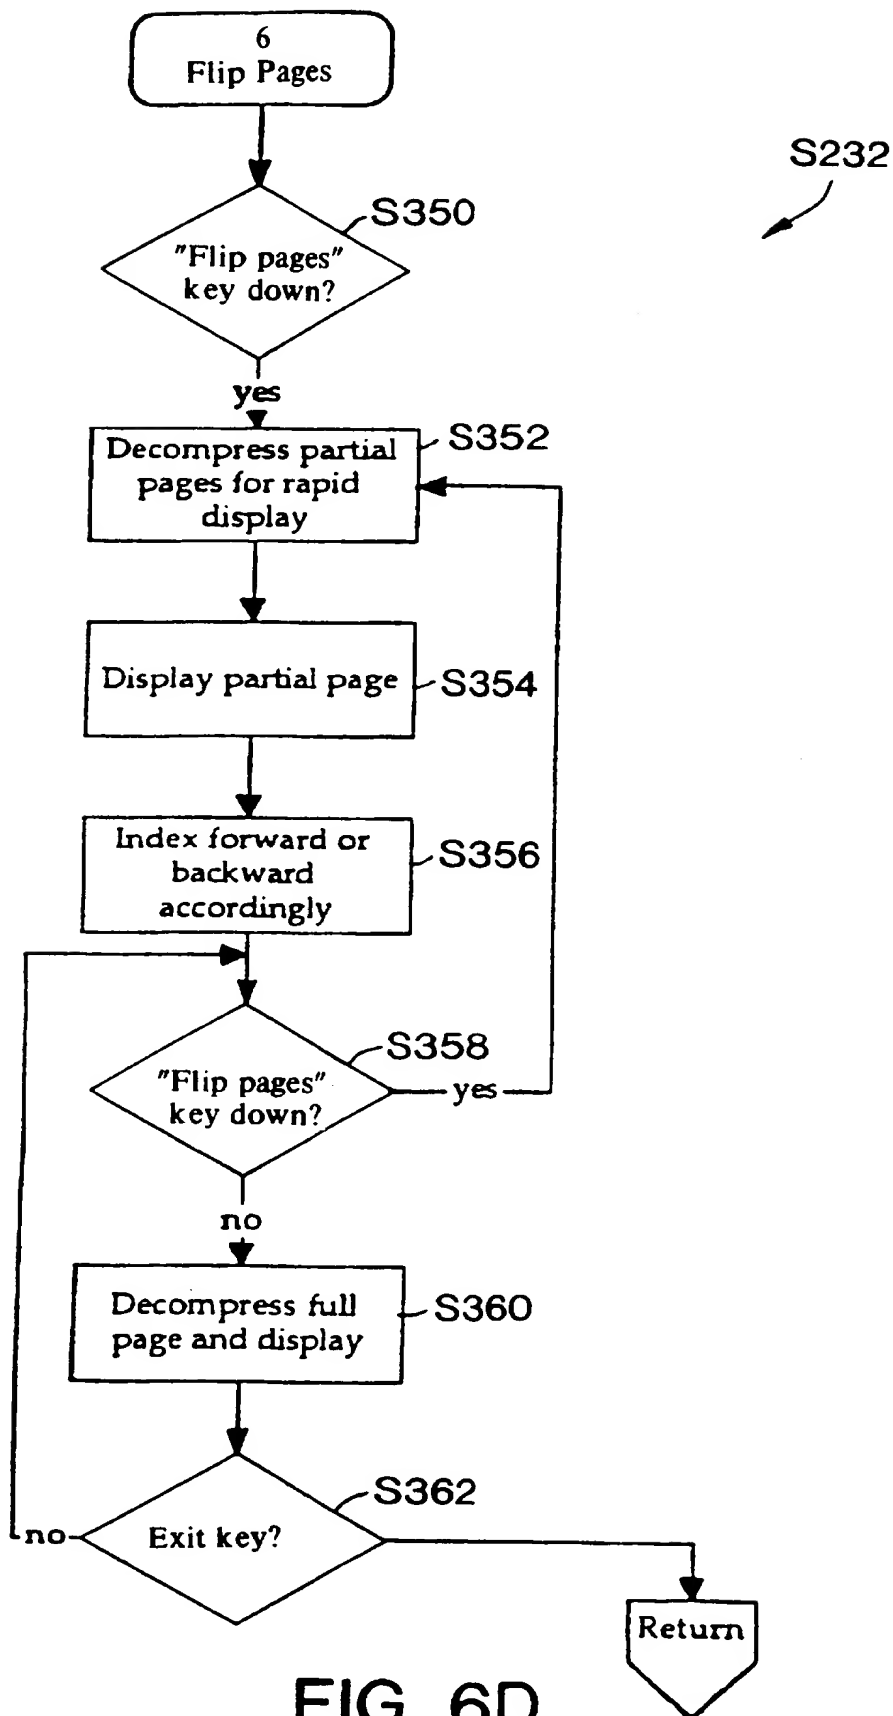 6
Flip Pages
S232
S350
"Flip pages"
key down?
yes
S352
Decompress partial
pages for rapid
display
Display partial page
S354
Index forward or
backward
accordingly
S356
S358
"Flip pages"
key down?
yes
no
Decompress full
page and display
S360
S362
Exit key?
no
Return
FIG. 6D